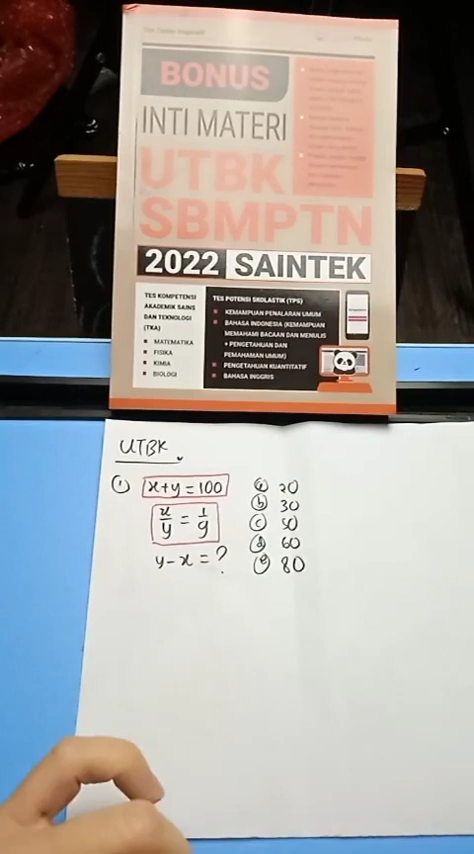 BONUS
INTI MATERI
UTBK
SBMPTN
2022 SAINTEK
TES KOMPETENSI
AKADEMIK SAINS
DAN TEKNOLOGI
(TKA)
MATEMATIKA
FISIKA
KIMIA
BIOLOGI
TES POTENSI SKOLASTIK (TPS)
KEMAMPUAN PENALARAN UMUM
BAHASA INDONESIA (KEMAMPUAN
MEMAHAMI BACAAN DAN MENULIS
+ PENGETAHUAN DAN
PEMAHAMAN UMUM)
PENGETAHUAN KUANTITATIF
BAHASA INGGRIS
UTBK
① x+y=100
x/y = 1/9
y-x=?
ⓐ 20
ⓑ 30
ⓒ 50
ⓓ 60
ⓔ 80